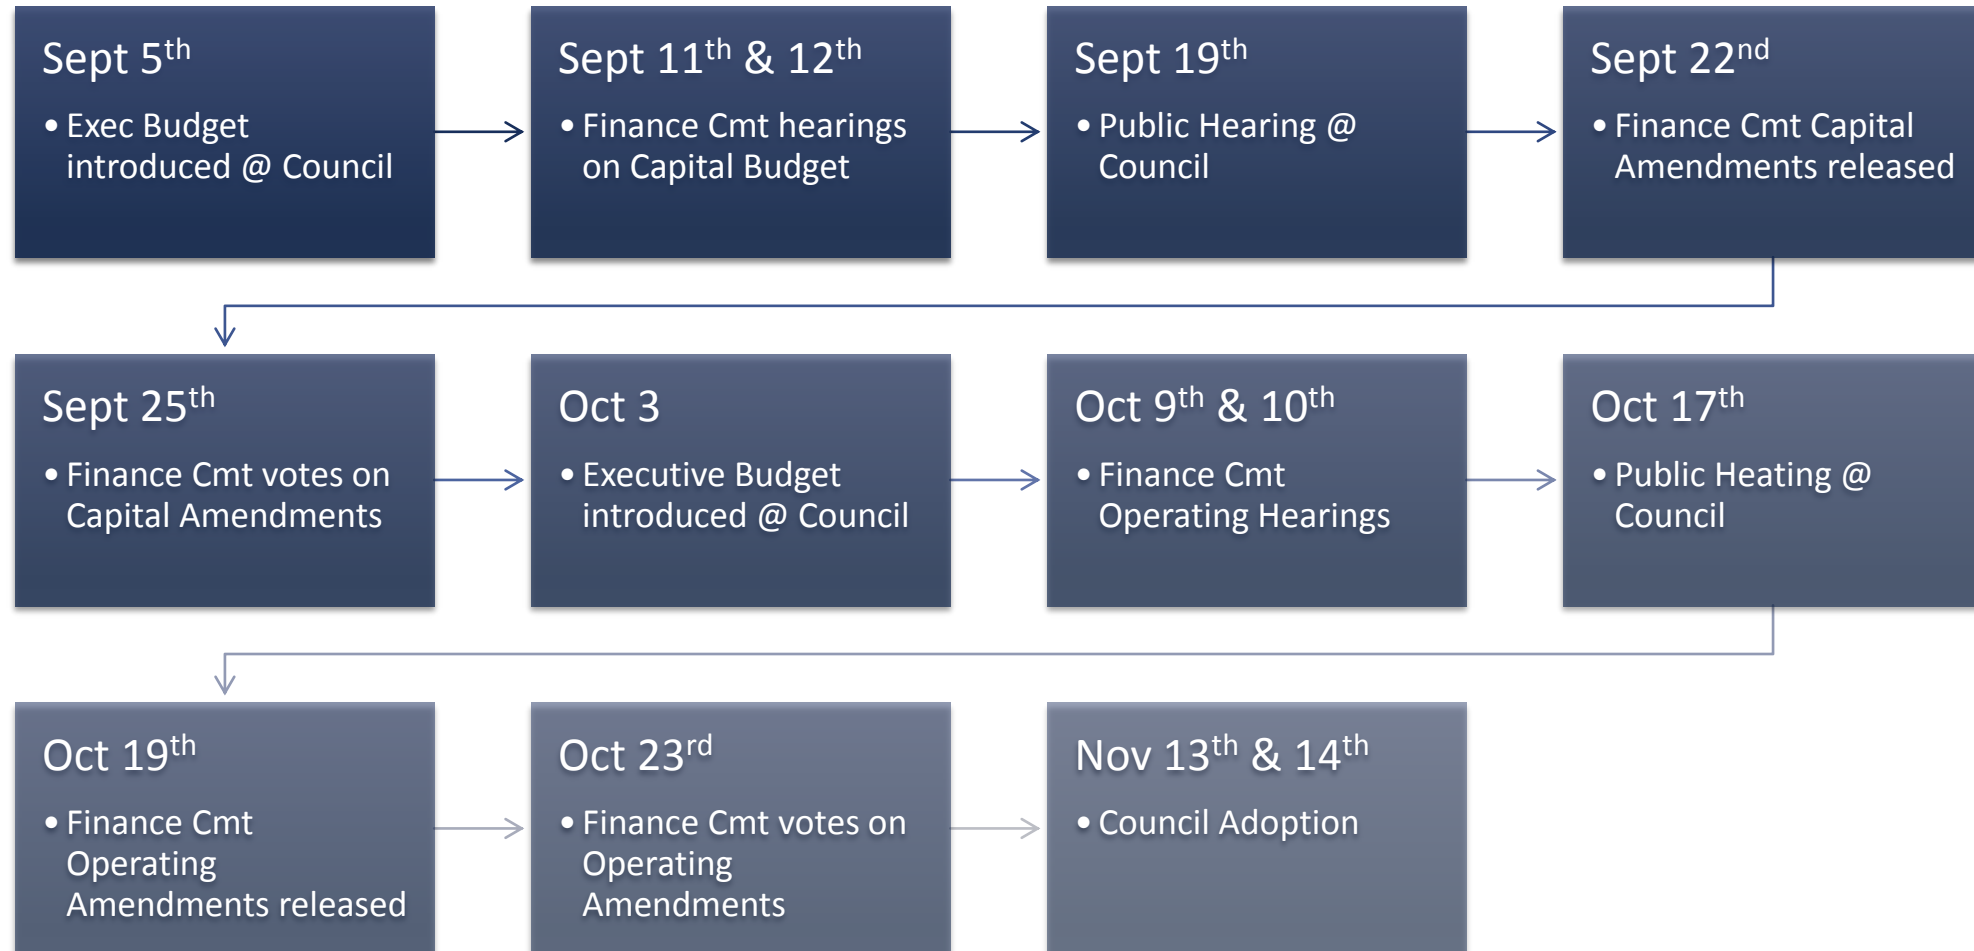 Sept 5th
• Exec Budget
introduced @ Council
Sept 11th & 12th
• Finance Cmt hearings
on Capital Budget
Sept 19th
• Public Hearing @
Council
Sept 22nd
• Finance Cmt Capital
Amendments released
Sept 25th
• Finance Cmt votes on
Capital Amendments
Oct 3
• Executive Budget
introduced @ Council
Oct 9th & 10th
• Finance Cmt
Operating Hearings
Oct 17th
• Public Heating @
Council
Oct 19th
• Finance Cmt
Operating
Amendments released
Oct 23rd
• Finance Cmt votes on
Operating
Amendments
Nov 13th & 14th
• Council Adoption